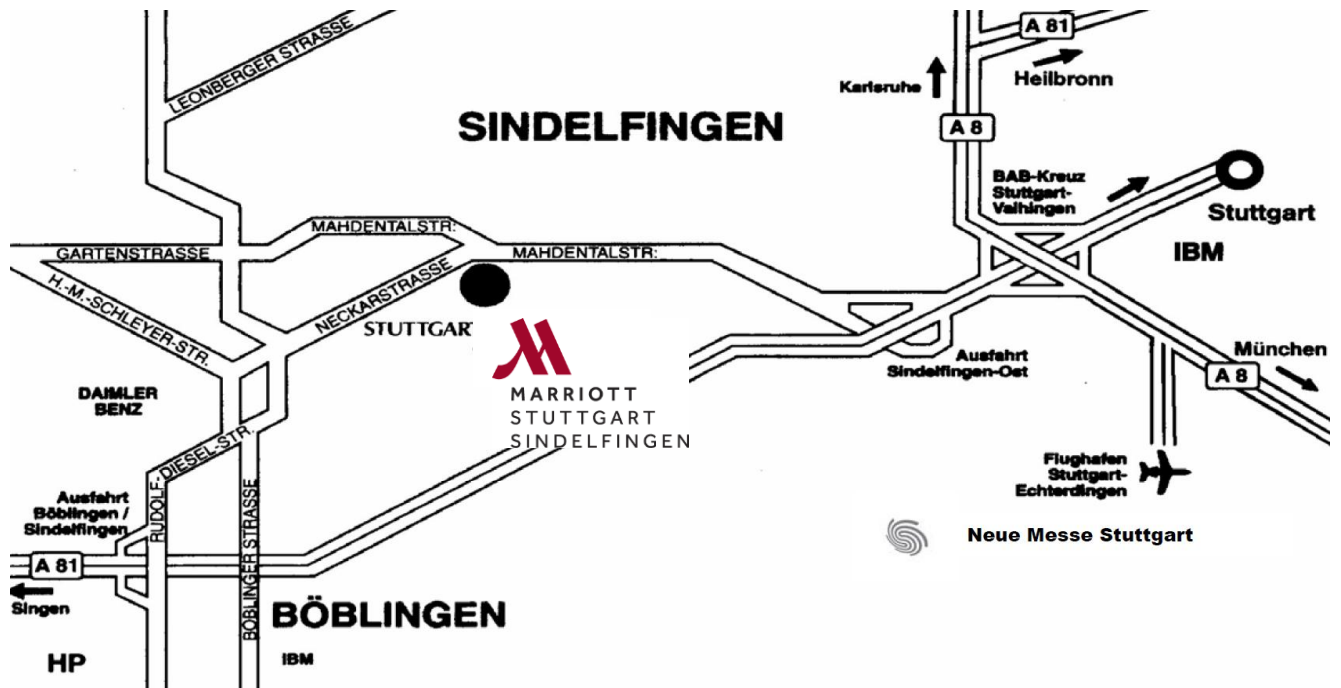 A 81
LEONBERGER STRASSE
Karlsruhe
Heilbronn
SINDELFINGEN
A 8
BAB-Kreuz
Stuttgart-
Vaihingen
Stuttgart
IBM
GARTENSTRASSE
MAHDENTALSTR:
MAHDENTALSTR:
H.-M.-SCHLEYER-STR.
NECKARSTRASSE
STUTTGART
MARRIOTT
STUTTGART
SINDELFINGEN
Ausfahrt
Sindelfingen-Ost
München
A 8
DAIMLER
BENZ
RUDOLF-DIESEL-STR.
BÖBLINGER STRASSE
Ausfahrt
Böblingen /
Sindelfingen
Flughafen
Stuttgart-
Echterdingen
Neue Messe Stuttgart
A 81
Singen
BÖBLINGEN
HP
IBM